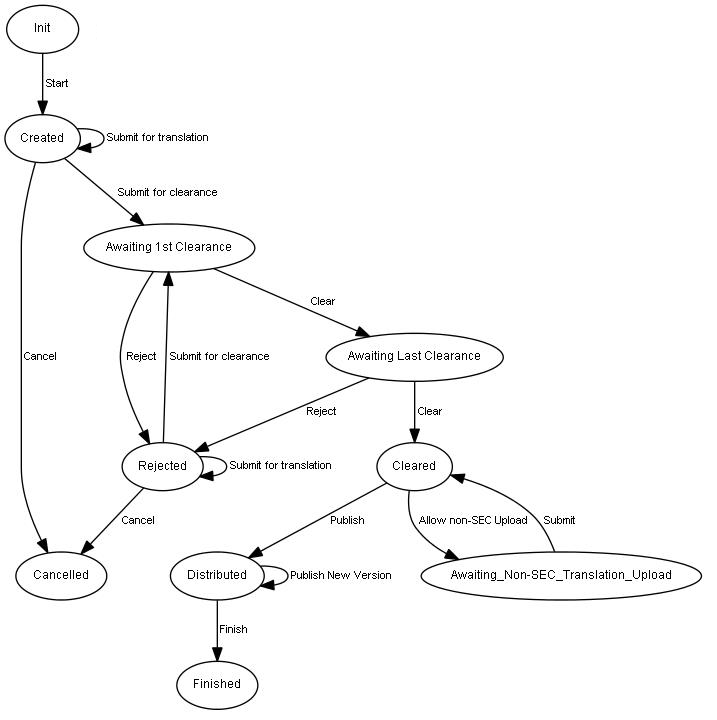 Init
Start
Created
Submit for translation
Submit for clearance
Awaiting 1st Clearance
Clear
Cancel
Reject
Submit for clearance
Awaiting Last Clearance
Reject
Clear
Rejected
Submit for translation
Cleared
Cancel
Publish
Allow non-SEC Upload
Submit
Cancelled
Distributed
Publish New Version
Awaiting_Non-SEC_Translation_Upload
Finish
Finished